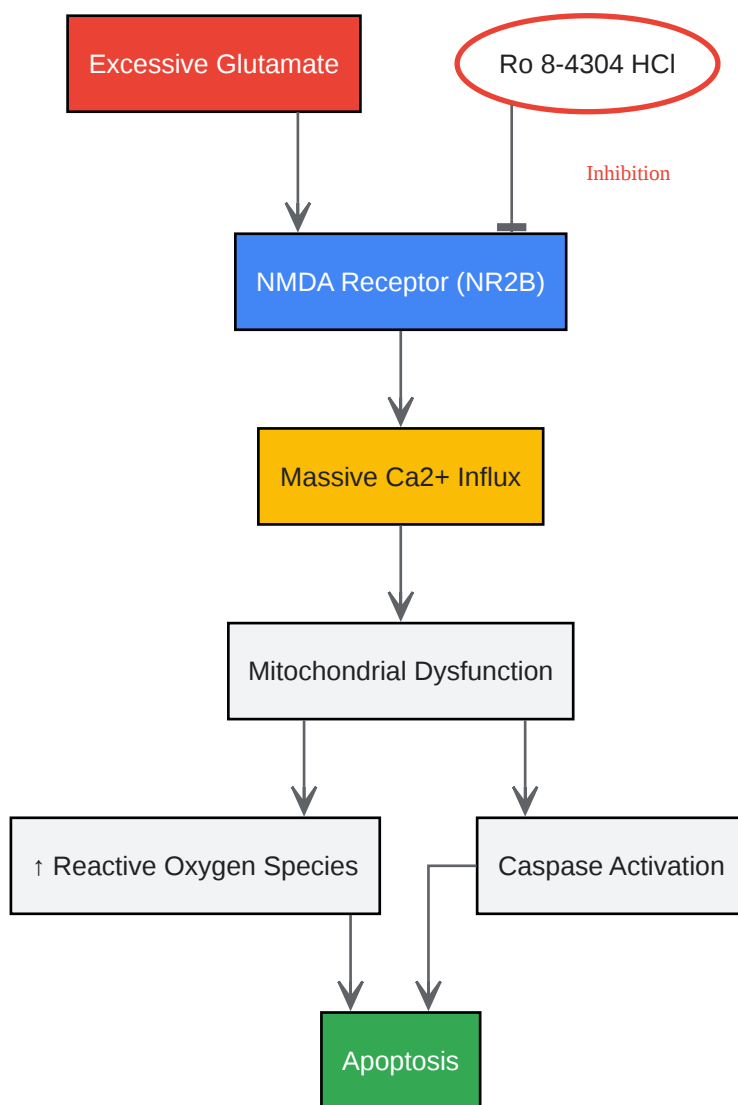 Excessive Glutamate
Ro 8-4304 HCl
Inhibition
NMDA Receptor (NR2B)
Massive Ca2+ Influx
Mitochondrial Dysfunction
↑ Reactive Oxygen Species
Caspase Activation
Apoptosis